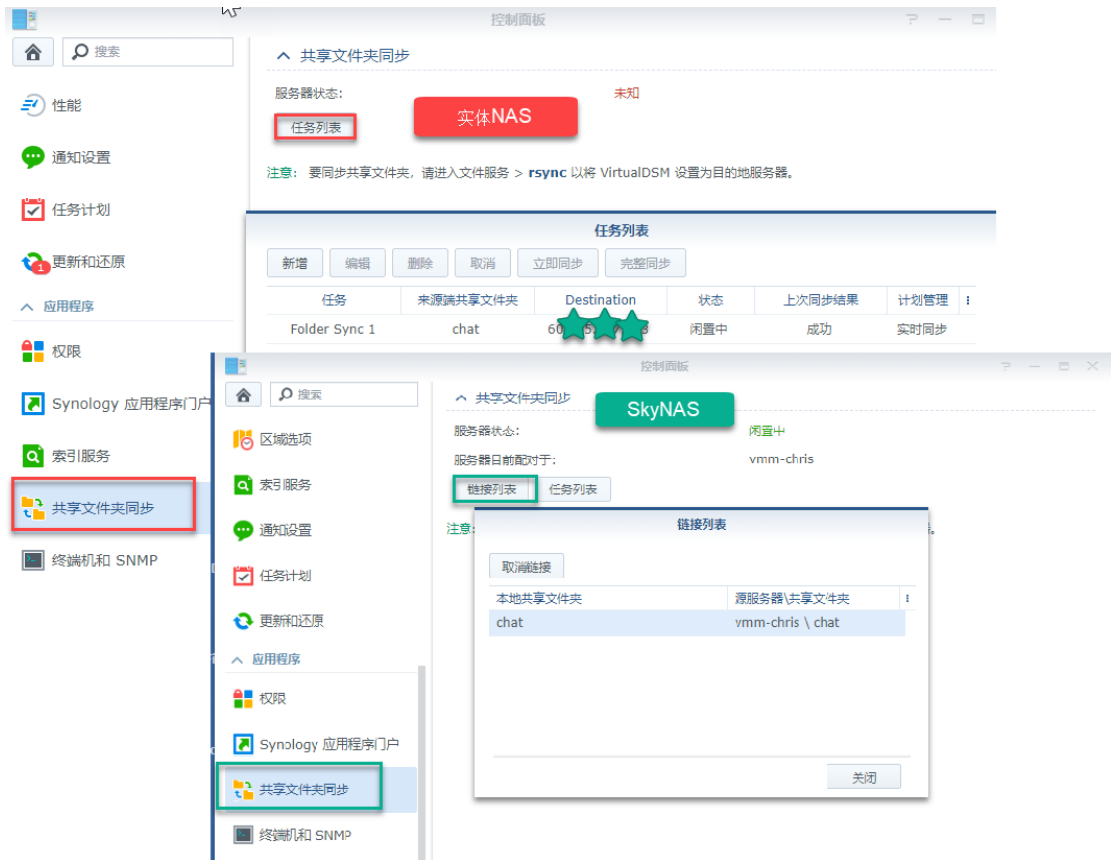 控制面板
搜索
共享文件夹同步
服务器状态: 未知
实体NAS
任务列表
性能
通知设置
注意: 要同步共享文件夹, 请进入文件服务 > rsync 以将 VirtualDSM 设置为目的地服务器。
任务计划
任务列表
更新和还原
1
新增 编辑 删除 取消 立即同步 完整同步
任务 来源端共享文件夹 Destination 状态 上次同步结果 计划管理
应用程序
Folder Sync 1 chat 闲置中 成功 实时同步
权限
Synology 应用程序门户
索引服务
共享文件夹同步
终端机和 SNMP
控制面板
搜索
共享文件夹同步
SkyNAS
区域选项
服务器状态: 闲置中
服务器目前配对于: vmm-chris
索引服务
链接列表 任务列表
通知设置
注意:
链接列表
任务计划
取消链接
本地共享文件夹 源服务器\共享文件夹
更新和还原
chat vmm-chris \ chat
应用程序
权限
Synology 应用程序门户
共享文件夹同步
关闭
终端机和 SNMP